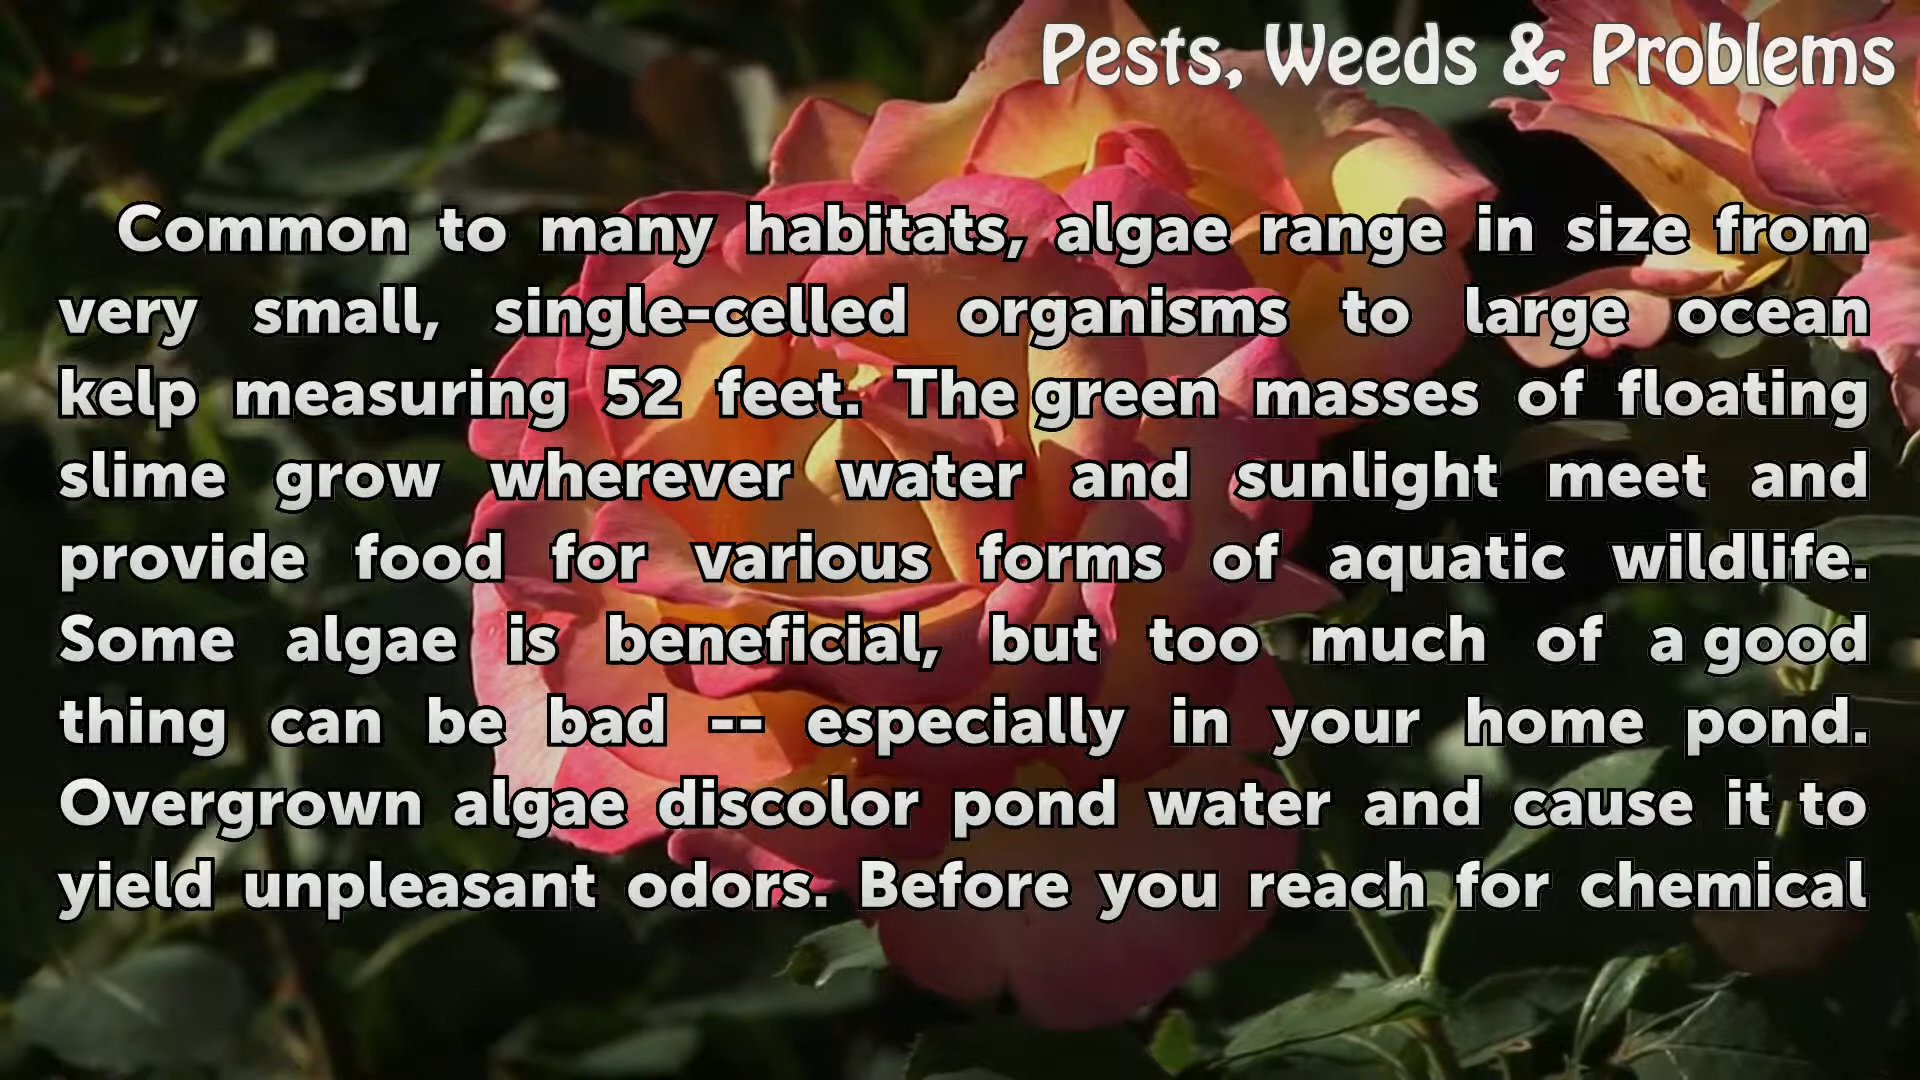 Pests, Weeds & Problems
Common to many habitats, algae range in size from
very small, single-celled organisms to large ocean
kelp measuring 52 feet. The green masses of floating
slime grow wherever water and sunlight meet and
provide food for various forms of aquatic wildlife.
Some algae is beneficial, but too much of a good
thing can be bad -- especially in your home pond.
Overgrown algae discolor pond water and cause it to
yield unpleasant odors. Before you reach for chemical